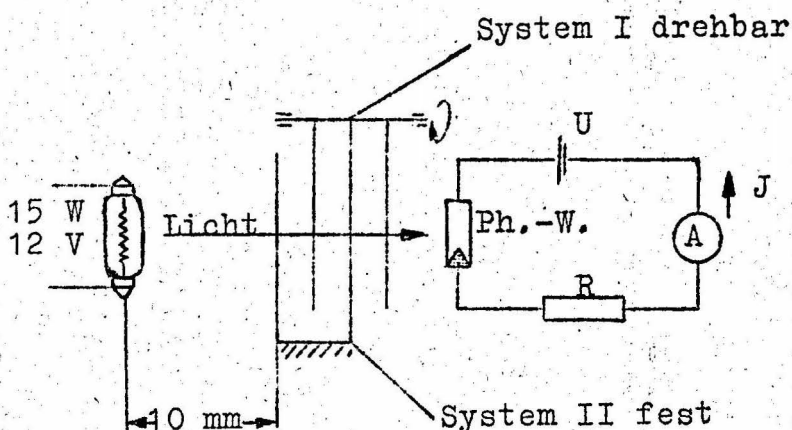 System I drehbar
U
J
15 W
12 V
Licht
Ph.-W.
A
R
10 mm
System II fest